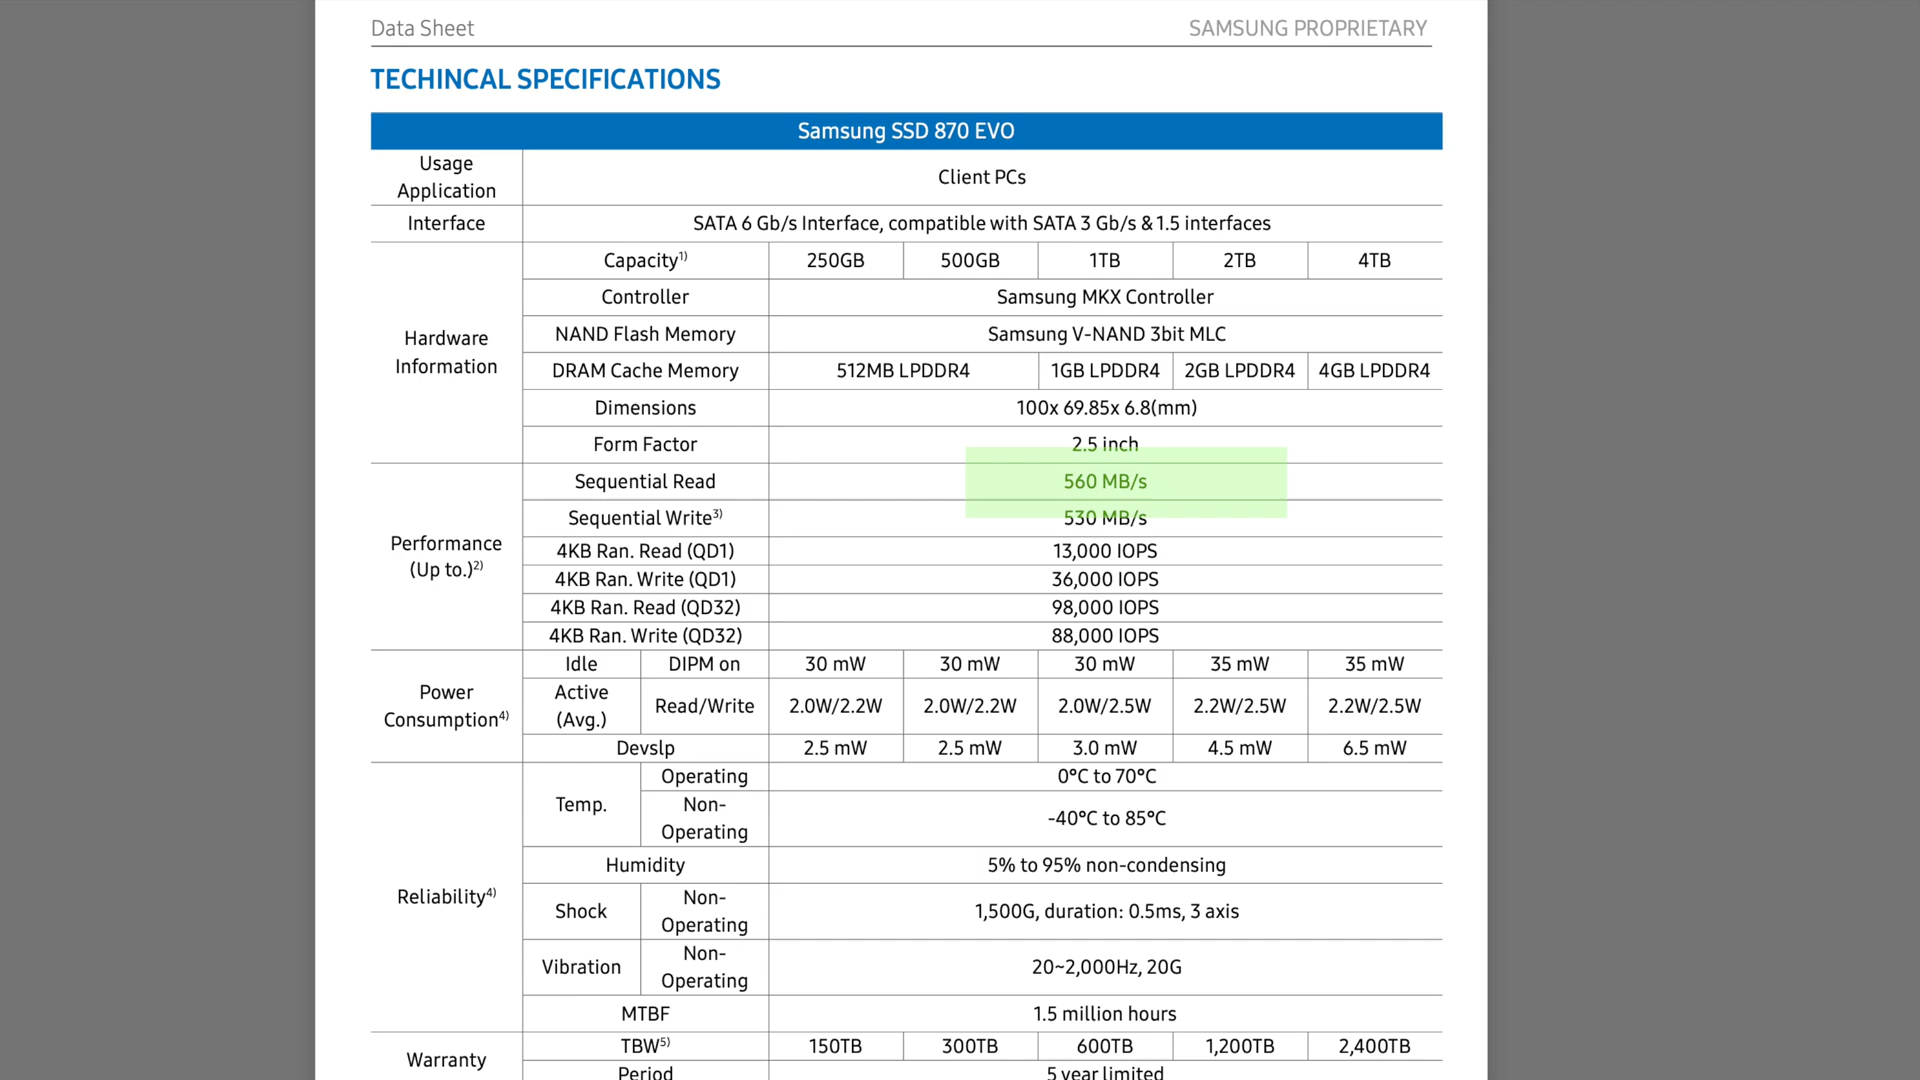 Data Sheet SAMSUNG PROPRIETARY
TECHINCAL SPECIFICATIONS
Samsung SSD 870 EVO
Usage Application Client PCs
Interface SATA 6 Gb/s Interface, compatible with SATA 3 Gb/s & 1.5 interfaces
Hardware Information
Capacity1) 250GB 500GB 1TB 2TB 4TB
Controller Samsung MKX Controller
NAND Flash Memory Samsung V-NAND 3bit MLC
DRAM Cache Memory 512MB LPDDR4 1GB LPDDR4 2GB LPDDR4 4GB LPDDR4
Dimensions 100x 69.85x 6.8(mm)
Form Factor 2.5 inch
Performance (Up to.)2)
Sequential Read 560 MB/s
Sequential Write3) 530 MB/s
4KB Ran. Read (QD1) 13,000 IOPS
4KB Ran. Write (QD1) 36,000 IOPS
4KB Ran. Read (QD32) 98,000 IOPS
4KB Ran. Write (QD32) 88,000 IOPS
Power Consumption4)
Idle DIPM on 30 mW 30 mW 30 mW 35 mW 35 mW
Active (Avg.) Read/Write 2.0W/2.2W 2.0W/2.2W 2.0W/2.5W 2.2W/2.5W 2.2W/2.5W
Devslp 2.5 mW 2.5 mW 3.0 mW 4.5 mW 6.5 mW
Reliability4)
Temp. Operating 0°C to 70°C
Non-Operating -40°C to 85°C
Humidity 5% to 95% non-condensing
Shock Non-Operating 1,500G, duration: 0.5ms, 3 axis
Vibration Non-Operating 20~2,000Hz, 20G
MTBF 1.5 million hours
Warranty
TBW5) 150TB 300TB 600TB 1,200TB 2,400TB
Period 5 year limited